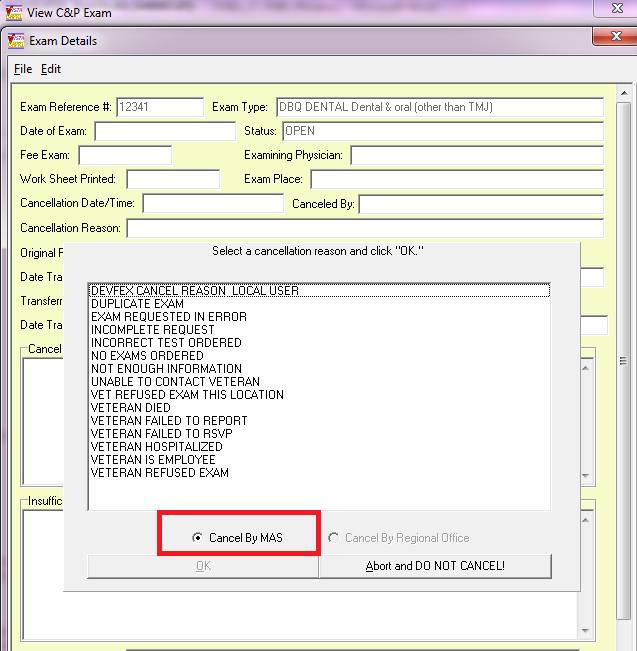 View C&P Exam
Exam Details
File Edit
Exam Reference #: 12341 Exam Type: DBQ DENTAL Dental & oral (other than TMJ)
Date of Exam: Status: OPEN
Fee Exam: Examining Physician:
Work Sheet Printed: Exam Place:
Cancellation Date/Time: Canceled By:
Cancellation Reason:
Original
Date Tra
Transferr
Date Tra
Cancel
Insuffic
Select a cancellation reason and click "OK."
DEVFEX CANCEL REASON LOCAL USER
DUPLICATE EXAM
EXAM REQUESTED IN ERROR
INCOMPLETE REQUEST
INCORRECT TEST ORDERED
NO EXAMS ORDERED
NOT ENOUGH INFORMATION
UNABLE TO CONTACT VETERAN
VET REFUSED EXAM THIS LOCATION
VETERAN DIED
VETERAN FAILED TO REPORT
VETERAN FAILED TO RSVP
VETERAN HOSPITALIZED
VETERAN IS EMPLOYEE
VETERAN REFUSED EXAM
Cancel By MAS Cancel By Regional Office
OK Abort and DO NOT CANCEL!